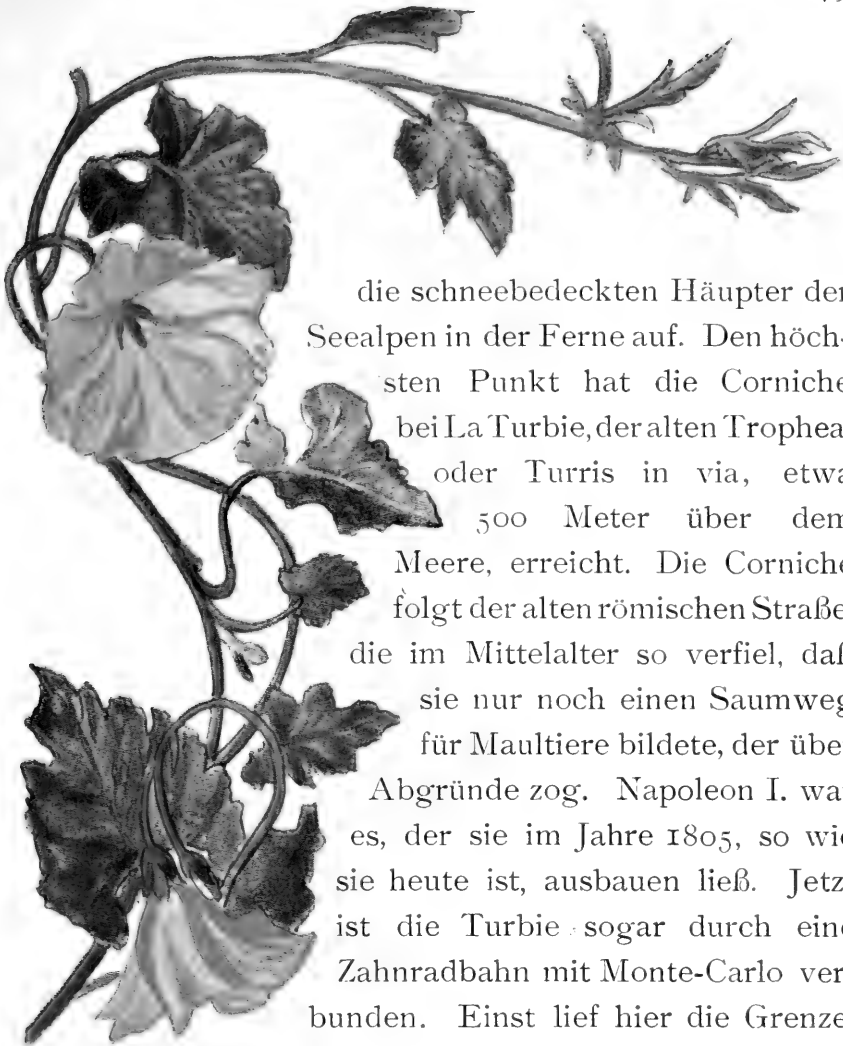 die schneebedeckten Häupter der
Seealpen in der Ferne auf. Den höch-
sten Punkt hat die Corniche
bei La Turbie, der alten Trophea
oder Turris in via, etwa
500 Meter über dem
Meere, erreicht. Die Corniche
folgt der alten römischen Straße
die im Mittelalter so verfiel, daß
sie nur noch einen Saumweg
für Maultiere bildete, der über
Abgründe zog. Napoleon I. war
es, der sie im Jahre 1805, so wie
sie heute ist, ausbauen ließ. Jetzt
ist die Turbie sogar durch eine
Zahnradbahn mit Monte-Carlo ver-
bunden. Einst lief hier die Grenze